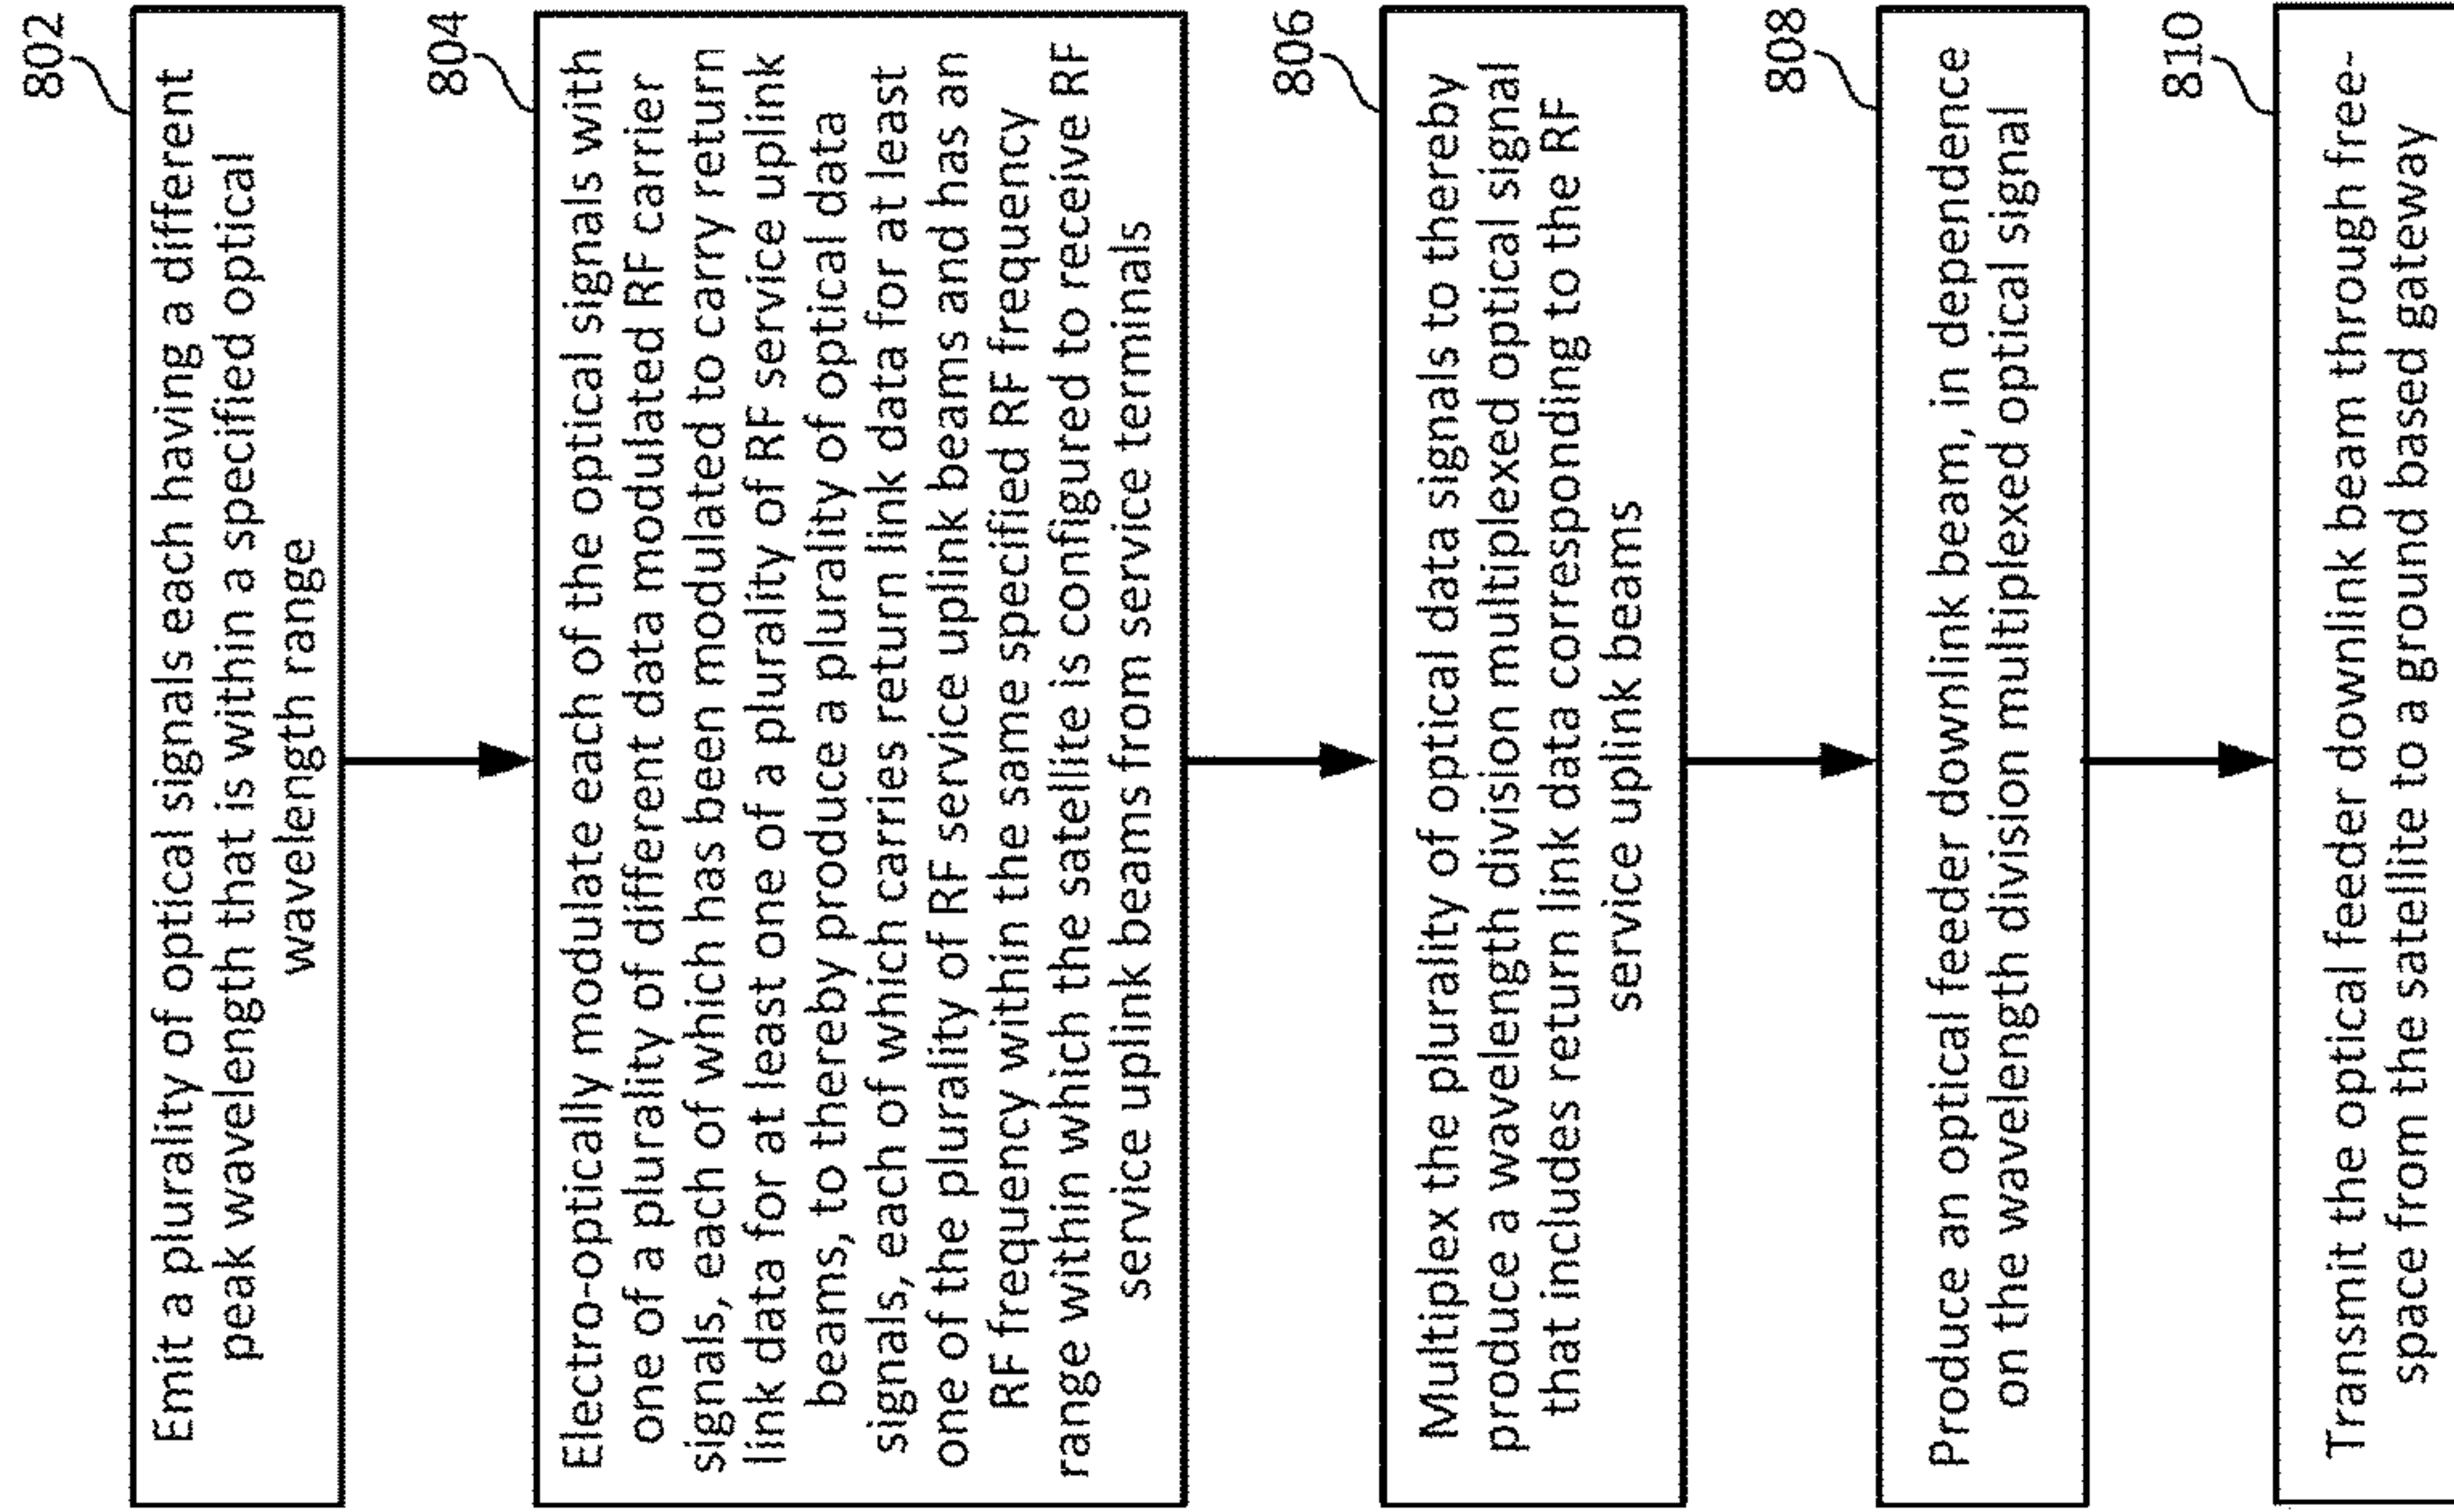 802
Emit a plurality of optical signals each having a different
peak wavelength that is within a specified optical
wavelength range
804
Electro-optically modulate each of the optical signals with
one of a plurality of different data modulated RF carrier
signals, each of which has been modulated to carry return
link data for at least one of a plurality of RF service uplink
beams, to thereby produce a plurality of optical data
signals, each of which carries return link data for at least
one of the plurality of RF service uplink beams and has an
RF frequency within the same specified RF frequency
range within which the satellite is configured to receive RF
service uplink beams from service terminals
806
Multiplex the plurality of optical data signals to thereby
produce a wavelength division multiplexed optical signal
that includes return link data corresponding to the RF
service uplink beams
808
Produce an optical feeder downlink beam, in dependence
on the wavelength division multiplexed optical signal
810
Transmit the optical feeder downlink beam through free-
space from the satellite to a ground based gateway